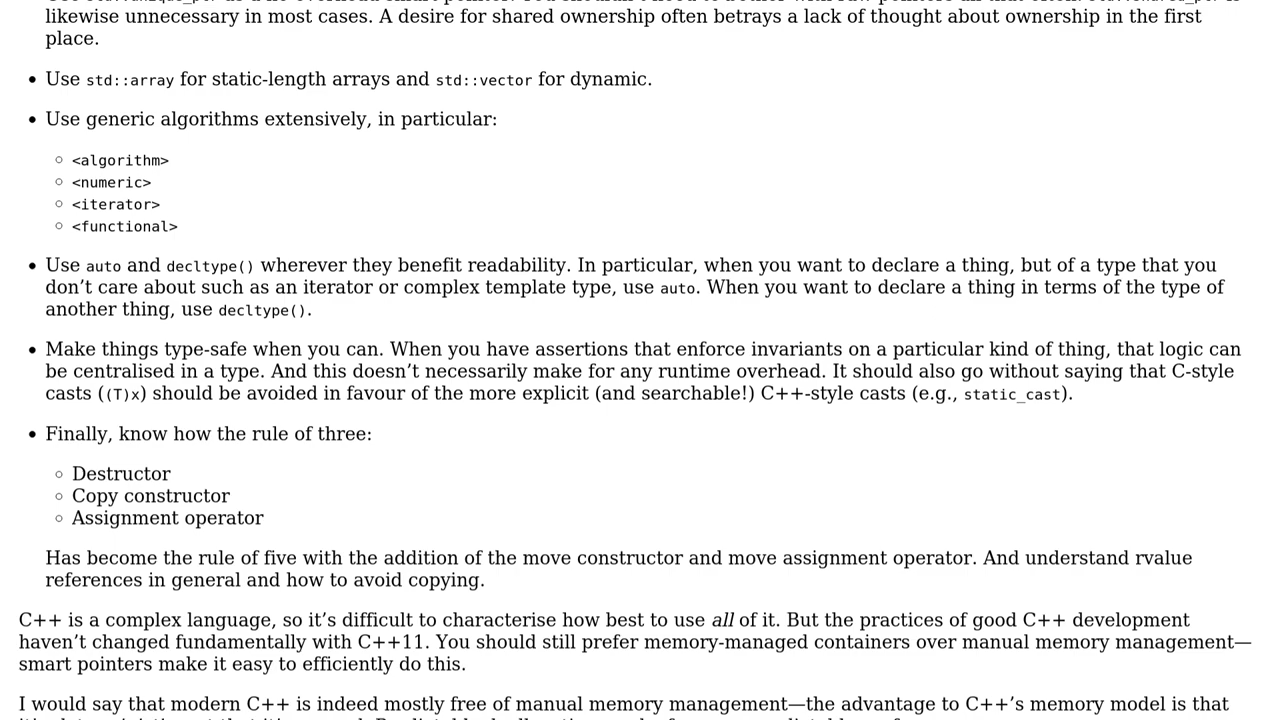 likewise unnecessary in most cases. A desire for shared ownership often betrays a lack of thought about ownership in the first
place.
• Use std::array for static-length arrays and std::vector for dynamic.
• Use generic algorithms extensively, in particular:
◦ <algorithm>
◦ <numeric>
◦ <iterator>
◦ <functional>
• Use auto and decltype() wherever they benefit readability. In particular, when you want to declare a thing, but of a type that you
don’t care about such as an iterator or complex template type, use auto. When you want to declare a thing in terms of the type of
another thing, use decltype().
• Make things type-safe when you can. When you have assertions that enforce invariants on a particular kind of thing, that logic can
be centralised in a type. And this doesn’t necessarily make for any runtime overhead. It should also go without saying that C-style
casts ((T)x) should be avoided in favour of the more explicit (and searchable!) C++-style casts (e.g., static_cast).
• Finally, know how the rule of three:
◦ Destructor
◦ Copy constructor
◦ Assignment operator
Has become the rule of five with the addition of the move constructor and move assignment operator. And understand rvalue
references in general and how to avoid copying.
C++ is a complex language, so it’s difficult to characterise how best to use all of it. But the practices of good C++ development
haven’t changed fundamentally with C++11. You should still prefer memory-managed containers over manual memory management—
smart pointers make it easy to efficiently do this.
I would say that modern C++ is indeed mostly free of manual memory management—the advantage to C++’s memory model is that